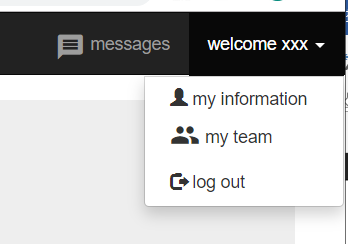 messages
welcome xxx
my information
my team
log out